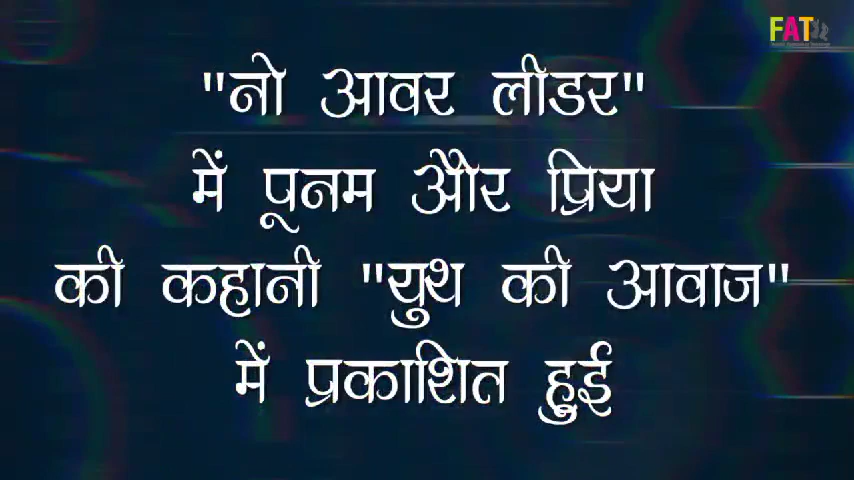 FAT
"नो आवर लीडर"
में पूनम और प्रिया
की कहानी "युथ की आवाज"
में प्रकाशित हुई